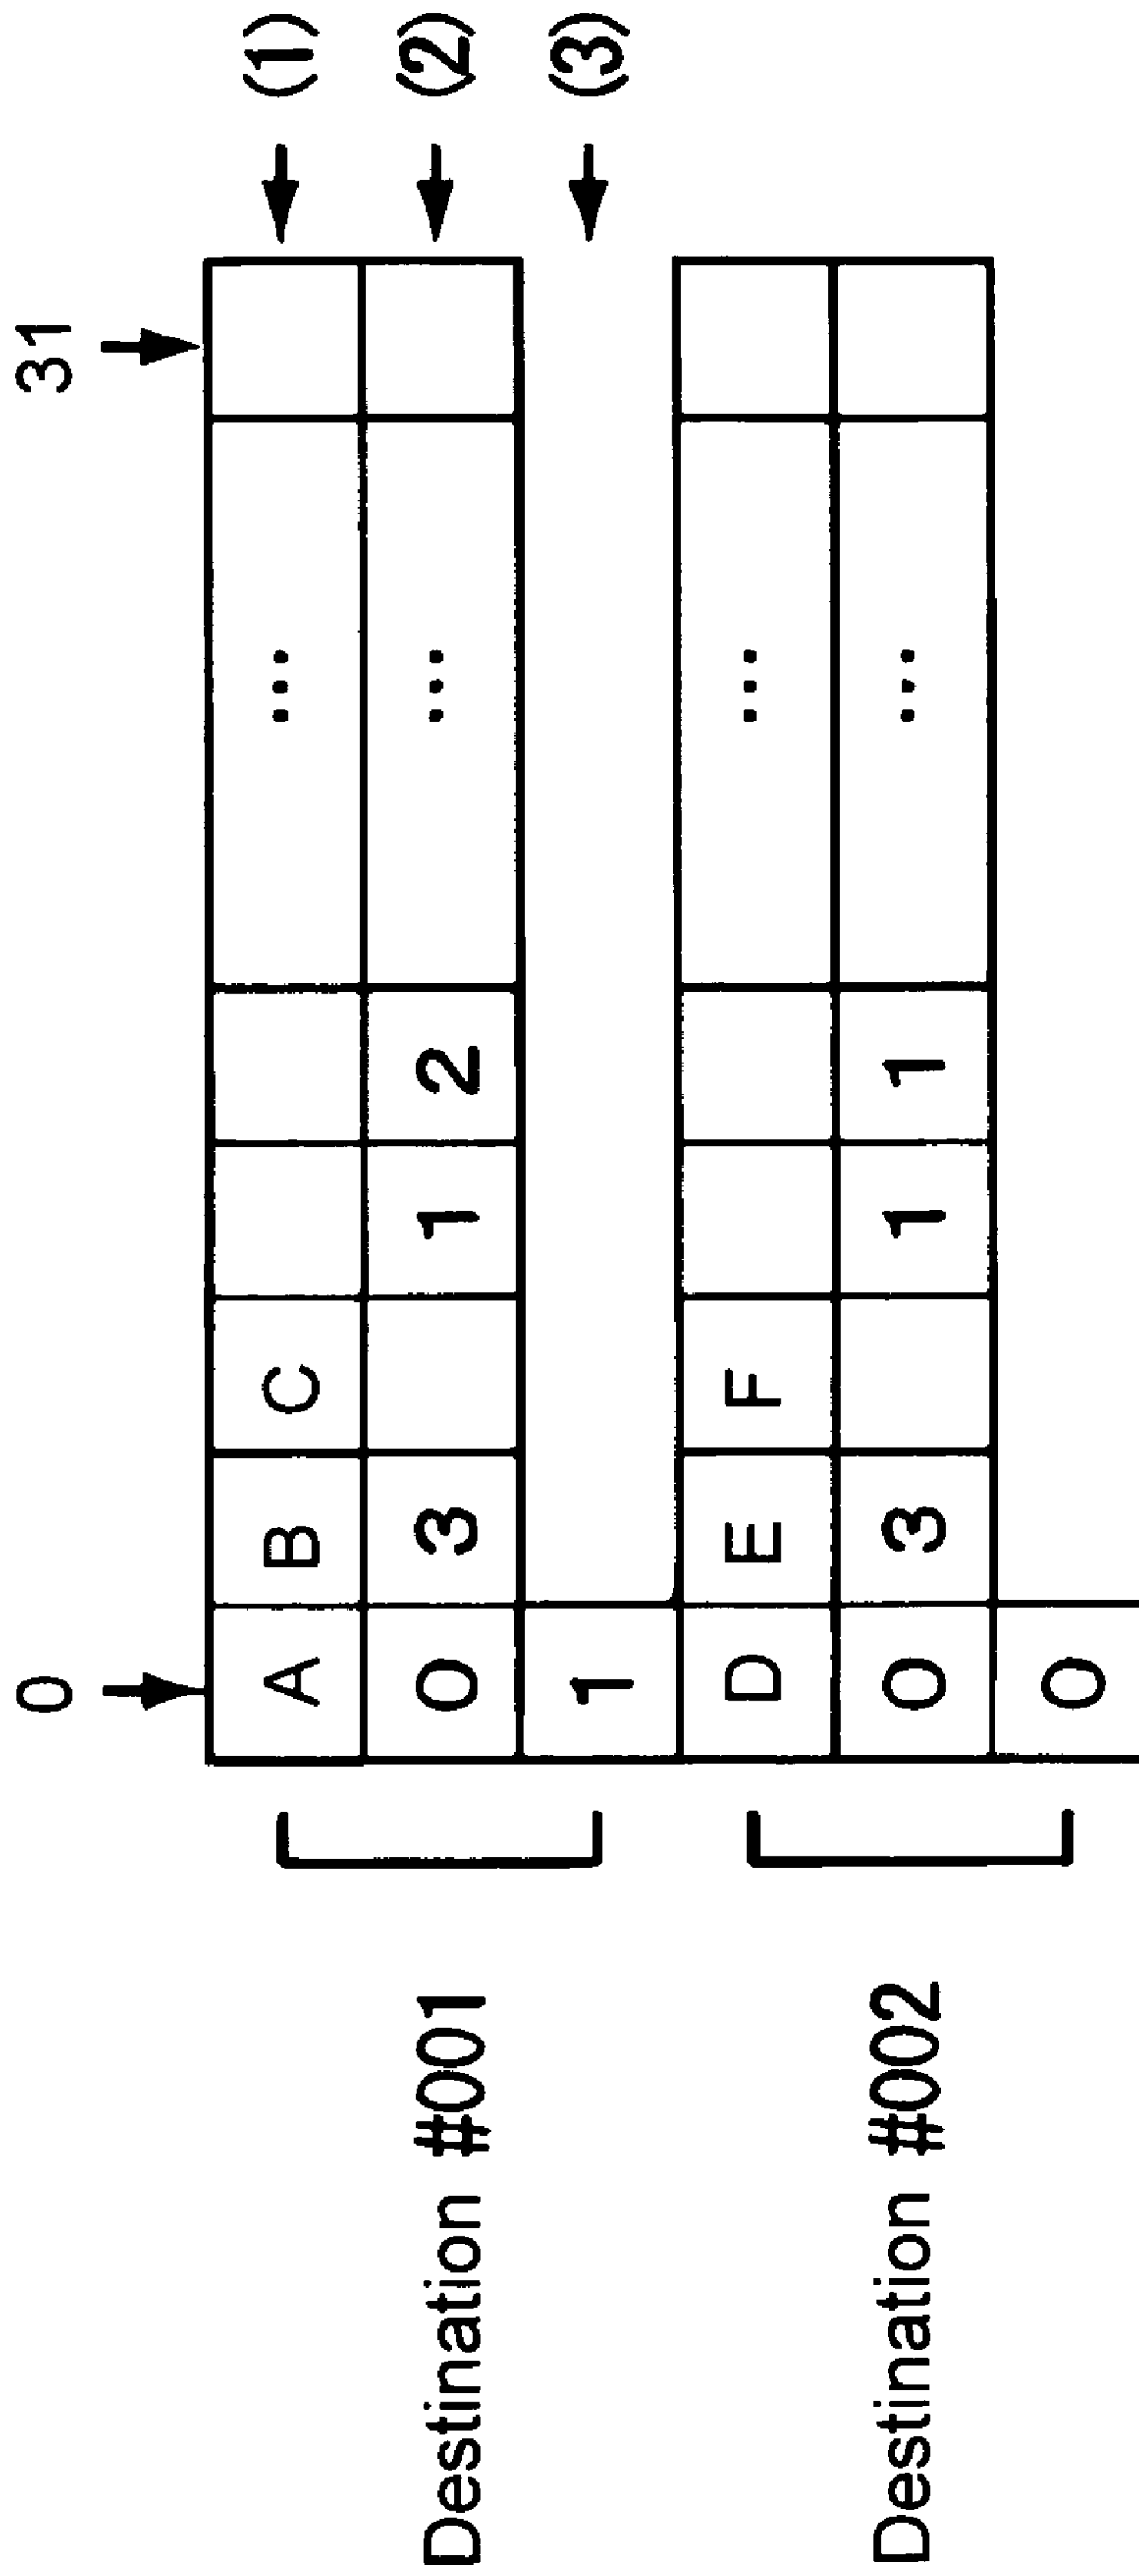 0 31
A B C ... (1)
0 3 1 2 ... (2)
1 (3)
Destination #001
D E F ...
0 3 1 1 ...
0
Destination #002